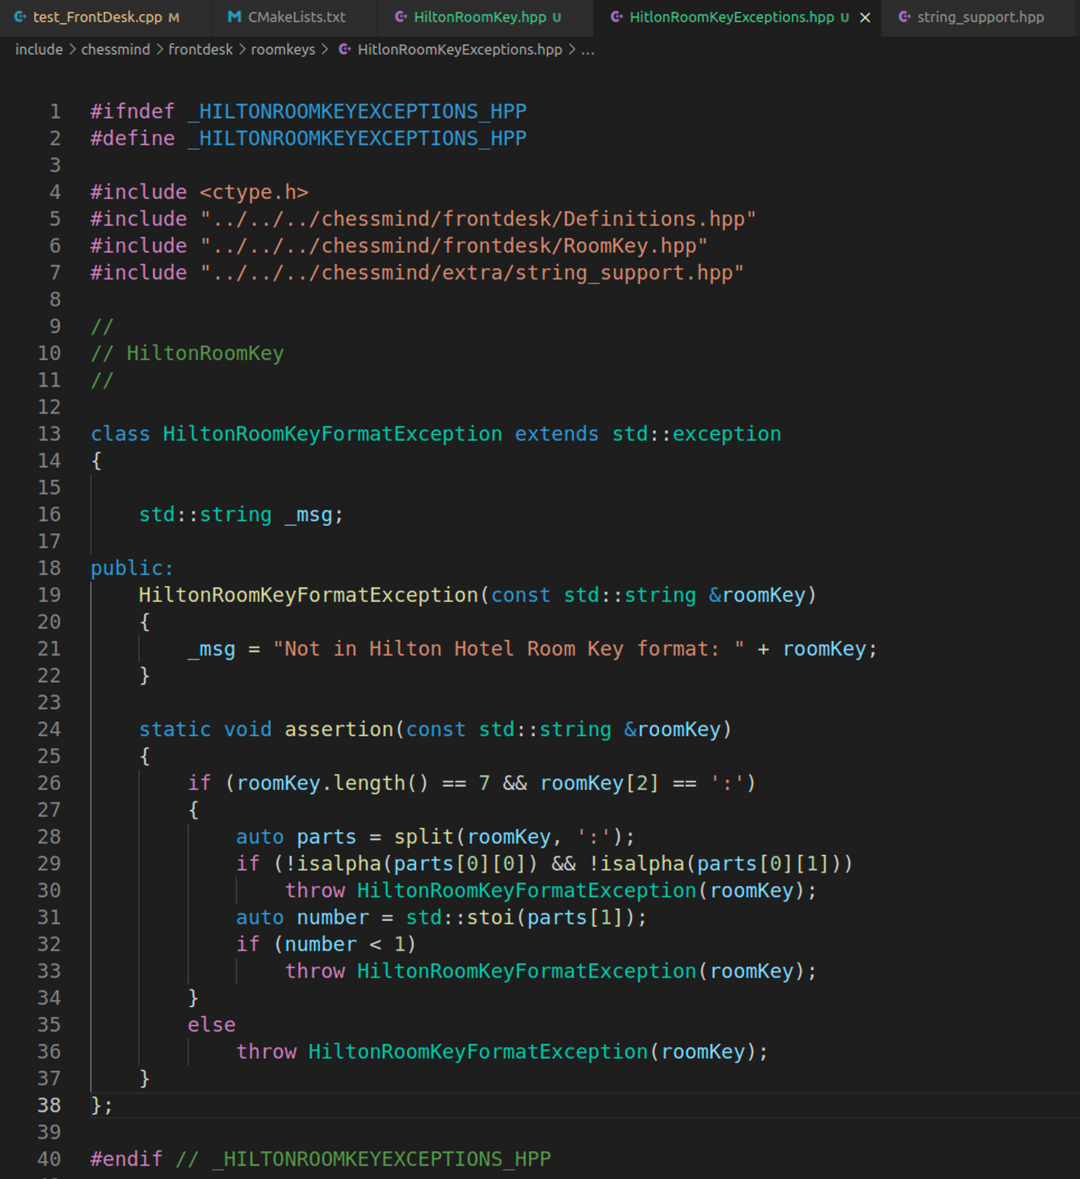 test_FrontDesk.cpp M CMakeLists.txt HiltonRoomKey.hpp U HitlonRoomKeyExceptions.hpp U × string_support.hpp
include > chessmind > frontdesk > roomkeys > HitlonRoomKeyExceptions.hpp > ...
1 #ifndef _HILTONROOMKEYEXCEPTIONS_HPP
2 #define _HILTONROOMKEYEXCEPTIONS_HPP
3
4 #include <ctype.h>
5 #include "../../../chessmind/frontdesk/Definitions.hpp"
6 #include "../../../chessmind/frontdesk/RoomKey.hpp"
7 #include "../../../chessmind/extra/string_support.hpp"
8
9 //
10 // HiltonRoomKey
11 //
12
13 class HiltonRoomKeyFormatException extends std::exception
14 {
15
16     std::string _msg;
17
18 public:
19     HiltonRoomKeyFormatException(const std::string &roomKey)
20     {
21         _msg = "Not in Hilton Hotel Room Key format: " + roomKey;
22     }
23
24     static void assertion(const std::string &roomKey)
25     {
26         if (roomKey.length() == 7 && roomKey[2] == ':')
27         {
28             auto parts = split(roomKey, ':');
29             if (!isalpha(parts[0][0]) && !isalpha(parts[0][1]))
30                 throw HiltonRoomKeyFormatException(roomKey);
31             auto number = std::stoi(parts[1]);
32             if (number < 1)
33                 throw HiltonRoomKeyFormatException(roomKey);
34         }
35         else
36             throw HiltonRoomKeyFormatException(roomKey);
37     }
38 };
39
40 #endif // _HILTONROOMKEYEXCEPTIONS_HPP